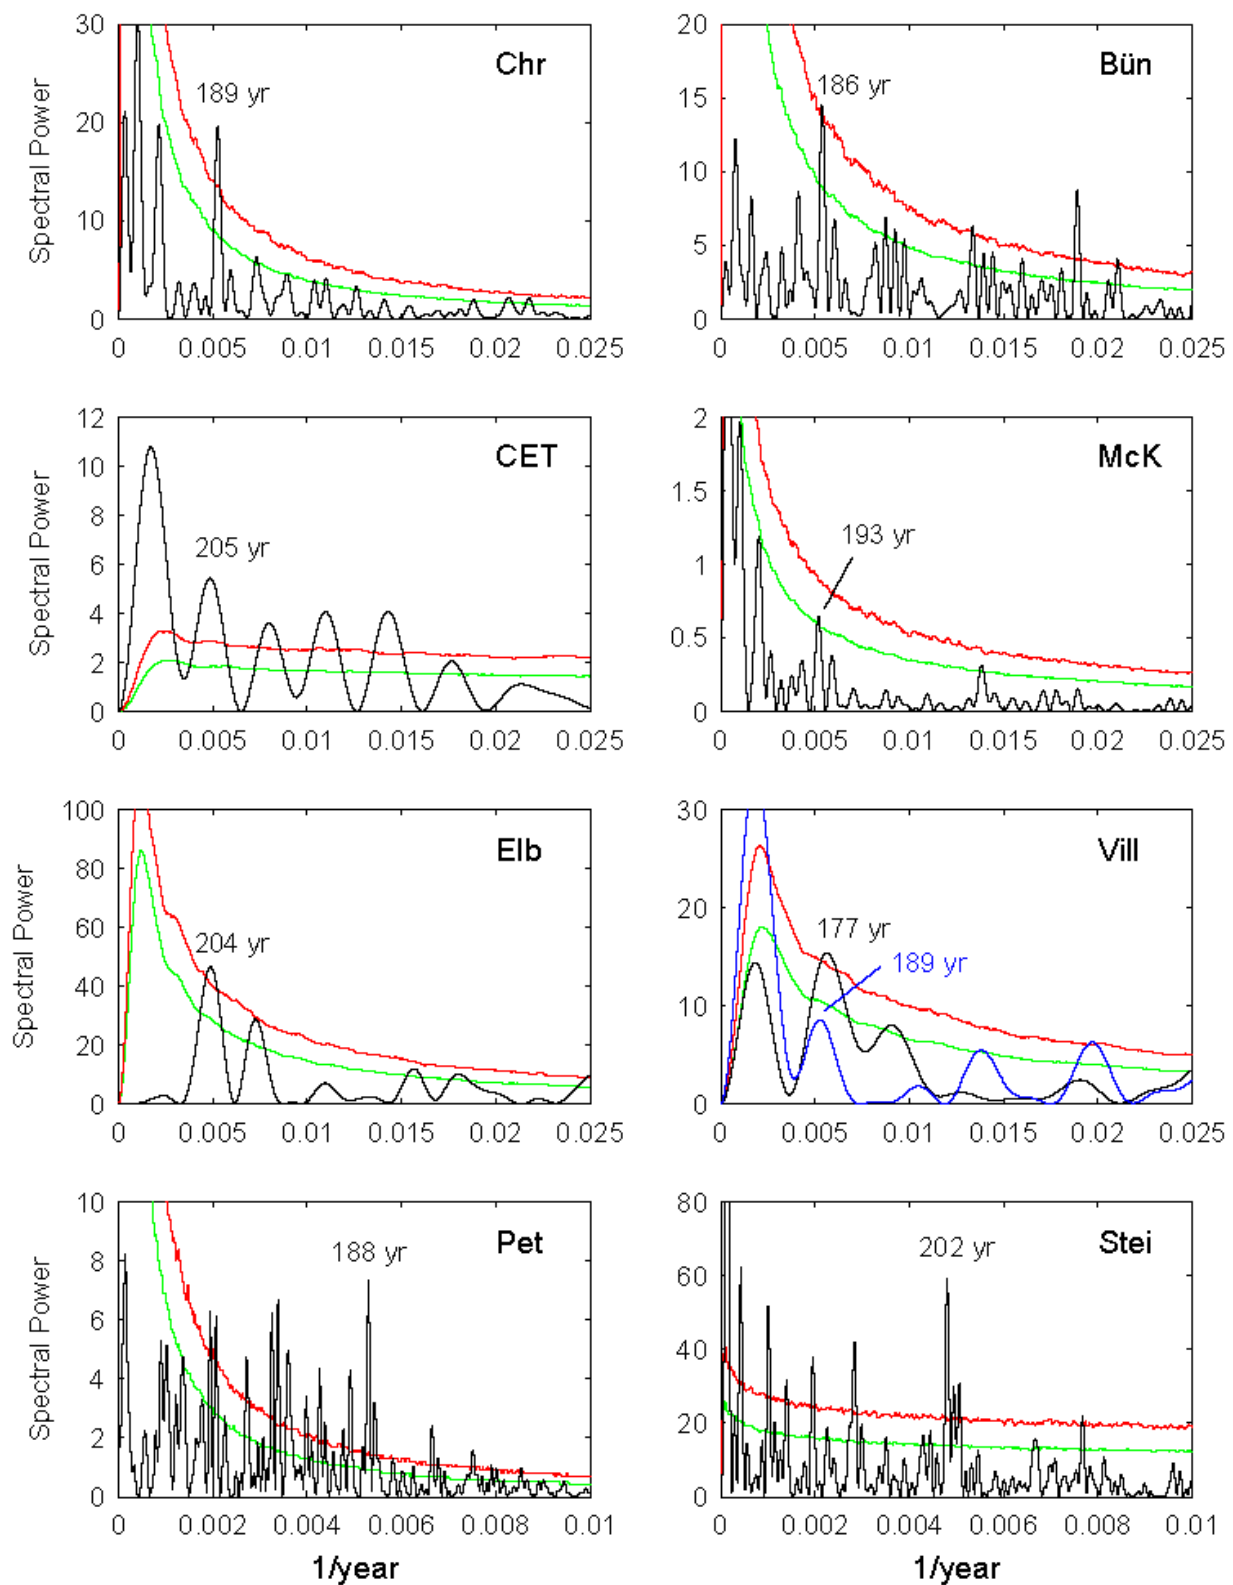 Chr
189 yr
Spectral Power
30
20
10
0
0 0.005 0.01 0.015 0.02 0.025
Bün
186 yr
20
15
10
5
0
0 0.005 0.01 0.015 0.02 0.025
CET
205 yr
Spectral Power
12
10
8
6
4
2
0
0 0.005 0.01 0.015 0.02 0.025
McK
193 yr
2
1.5
1
0.5
0
0 0.005 0.01 0.015 0.02 0.025
Elb
204 yr
Spectral Power
100
80
60
40
20
0
0 0.005 0.01 0.015 0.02 0.025
Vill
177 yr
189 yr
30
20
10
0
0 0.005 0.01 0.015 0.02 0.025
Pet
188 yr
Spectral Power
10
8
6
4
2
0
0 0.002 0.004 0.006 0.008 0.01
1/year
Stei
202 yr
80
60
40
20
0
0 0.002 0.004 0.006 0.008 0.01
1/year